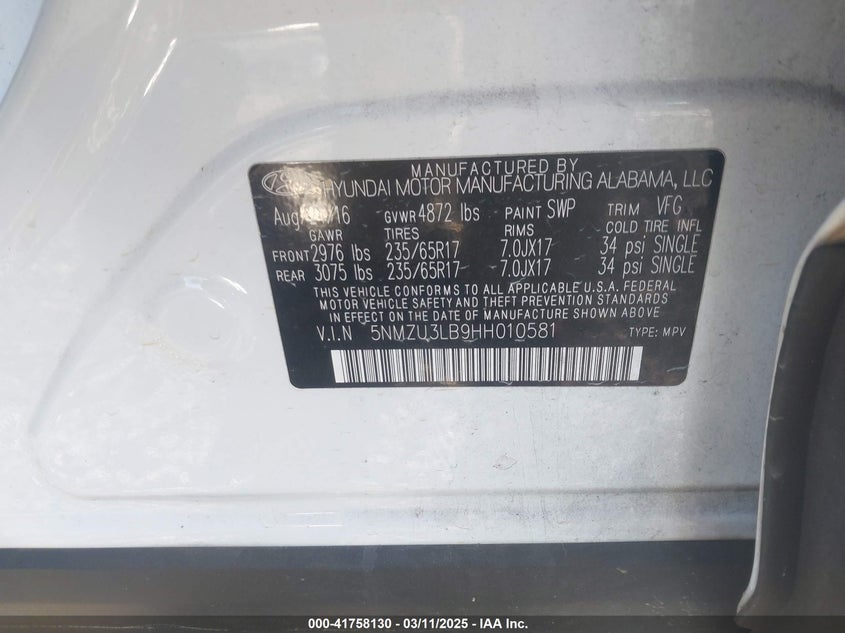 MANUFACTURED BY
HYUNDAI MOTOR MANUFACTURING ALABAMA, LLC
GVWR 4872 lbs PAINT SWP TRIM VFG
GAWR TIRES RIMS COLD TIRE INFL
FRONT 2976 lbs 235/65R17 7.0JX17 34 psi SINGLE
REAR 3075 lbs 235/65R17 7.0JX17 34 psi SINGLE
THIS VEHICLE CONFORMS TO ALL APPLICABLE U.S.A. FEDERAL
MOTOR VEHICLE SAFETY AND THEFT PREVENTION STANDARDS
IN EFFECT ON THE DATE OF MANUFACTURE SHOWN ABOVE
V.I.N 5NMZU3LB9HH010581 TYPE: MPV
000-41758130 - 03/11/2025 - IAA Inc.